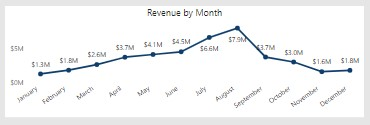 Revenue by Month
$5M
$0M
$1.3M
$1.8M
$2.6M
$3.7M
$4.1M
$4.5M
$6.6M
$7.9M
$3.7M
$3.0M
$1.6M
$1.8M
January
February
March
April
May
June
July
August
September
October
November
December